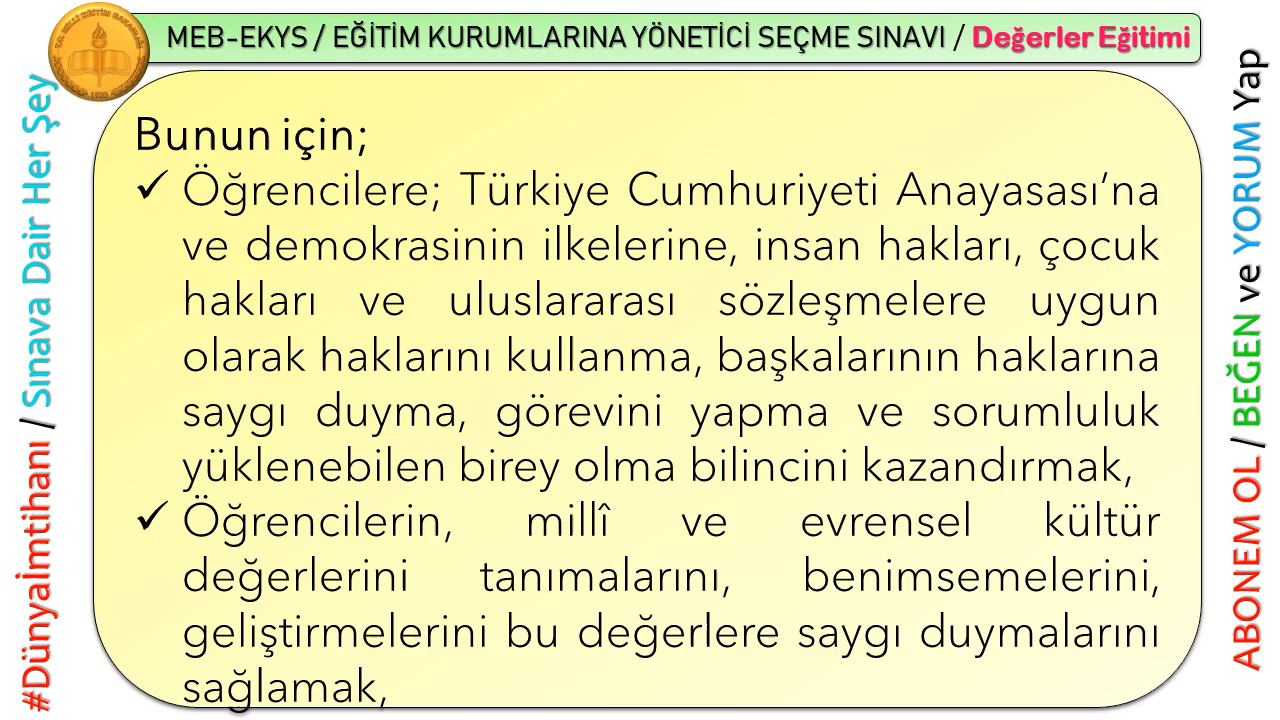 MEB-EKYS / EĞİTİM KURUMLARINA YÖNETİCİ SEÇME SINAVI / Değerler Eğitimi
#Dünyaİmtihanı / Sınava Dair Her Şey
Bunun için;
✓ Öğrencilere; Türkiye Cumhuriyeti Anayasası’na
ve demokrasinin ilkelerine, insan hakları, çocuk
hakları ve uluslararası sözleşmelere uygun
olarak haklarını kullanma, başkalarının haklarına
saygı duyma, görevini yapma ve sorumluluk
yüklenebilen birey olma bilincini kazandırmak,
✓ Öğrencilerin, millî ve evrensel kültür
değerlerini tanımalarını, benimsemelerini,
geliştirmelerini bu değerlere saygı duymalarını
sağlamak,
ABONEM OL / BEĞEN ve YORUM Yap